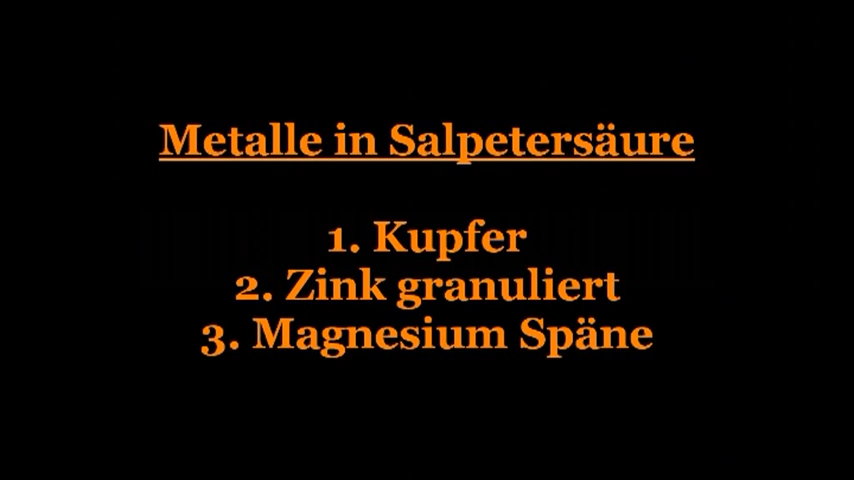 Metalle in Salpetersäure
1. Kupfer
2. Zink granuliert
3. Magnesium Späne